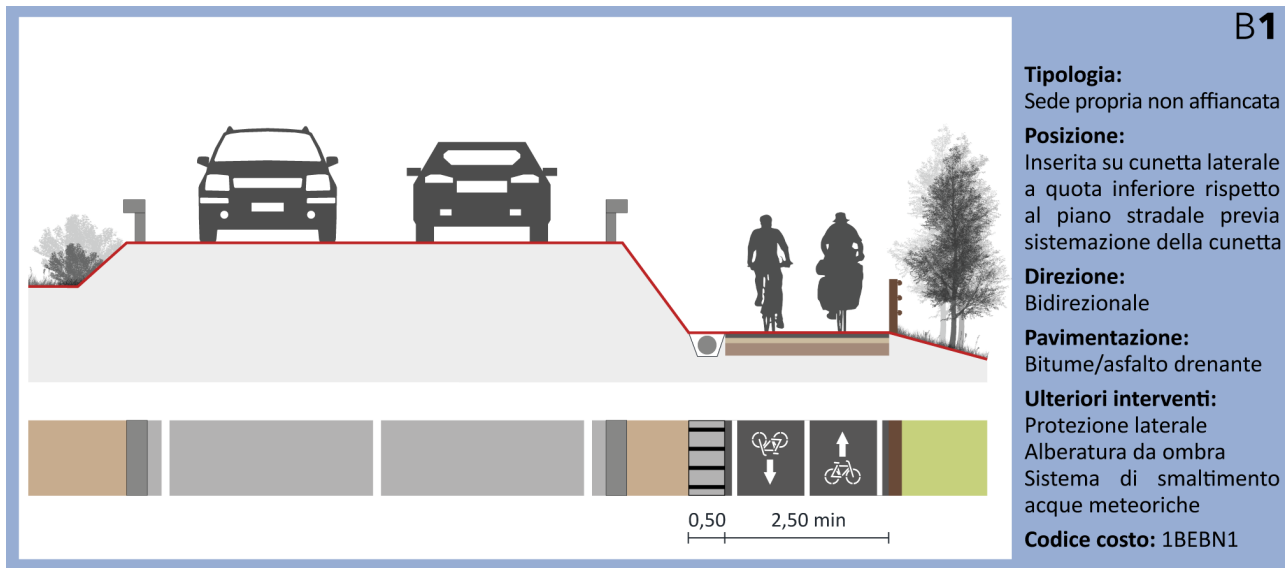 B1
Tipologia:
Sede propria non affiancata
Posizione:
Inserita su cunetta laterale
a quota inferiore rispetto
al piano stradale previa
sistemazione della cunetta
Direzione:
Bidirezionale
Pavimentazione:
Bitume/asfalto drenante
Ulteriori interventi:
Protezione laterale
Alberatura da ombra
Sistema di smaltimento
acque meteoriche
Codice costo: 1BEBN1
0,50
2,50 min